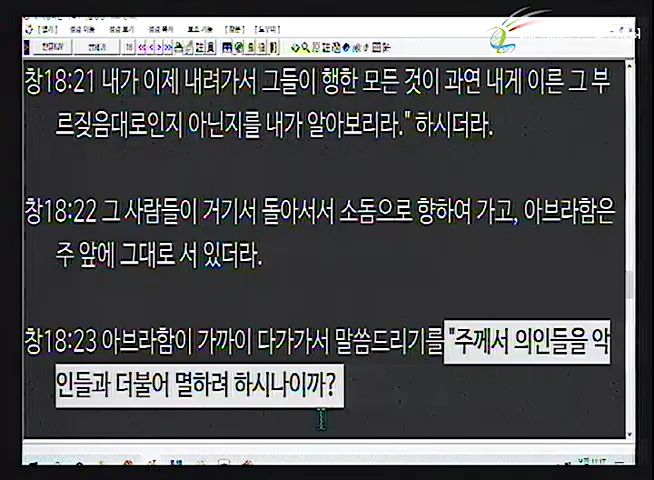 창18:21 내가 이제 내려가서 그들이 행한 모든 것이 과연 내게 이른 그 부
르짖음대로인지 아닌지를 내가 알아보리라." 하시더라.
창18:22 그 사람들이 거기서 돌아서서 소돔으로 향하여 가고, 아브라함은
주 앞에 그대로 서 있더라.
창18:23 아브라함이 가까이 다가가서 말씀드리기를 "주께서 의인들을 악
인들과 더불어 멸하려 하시나이까?